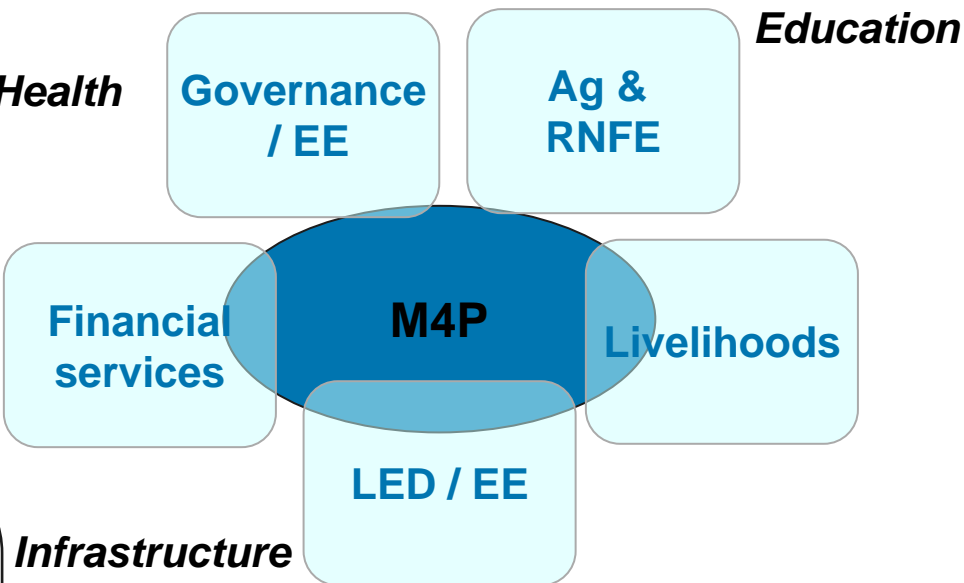 Education
Health
Governance
/ EE
Ag &
RNFE
Financial
services
M4P
Livelihoods
LED / EE
Infrastructure